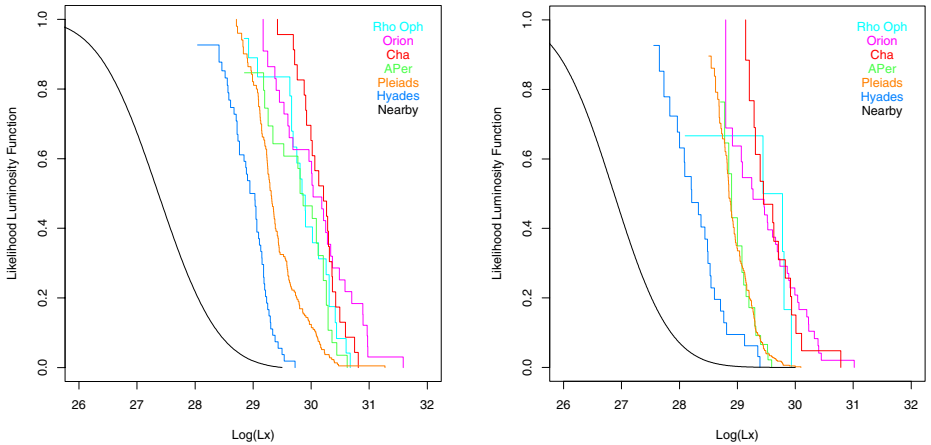 Likelihood Luminosity Function
1.0
0.8
0.6
0.4
0.2
0.0
Rho Oph
Orion
Cha
APer
Pleiads
Hyades
Nearby
26 27 28 29 30 31 32
Log(Lx)
Likelihood Luminosity Function
1.0
0.8
0.6
0.4
0.2
0.0
Rho Oph
Orion
Cha
APer
Pleiads
Hyades
Nearby
26 27 28 29 30 31 32
Log(Lx)